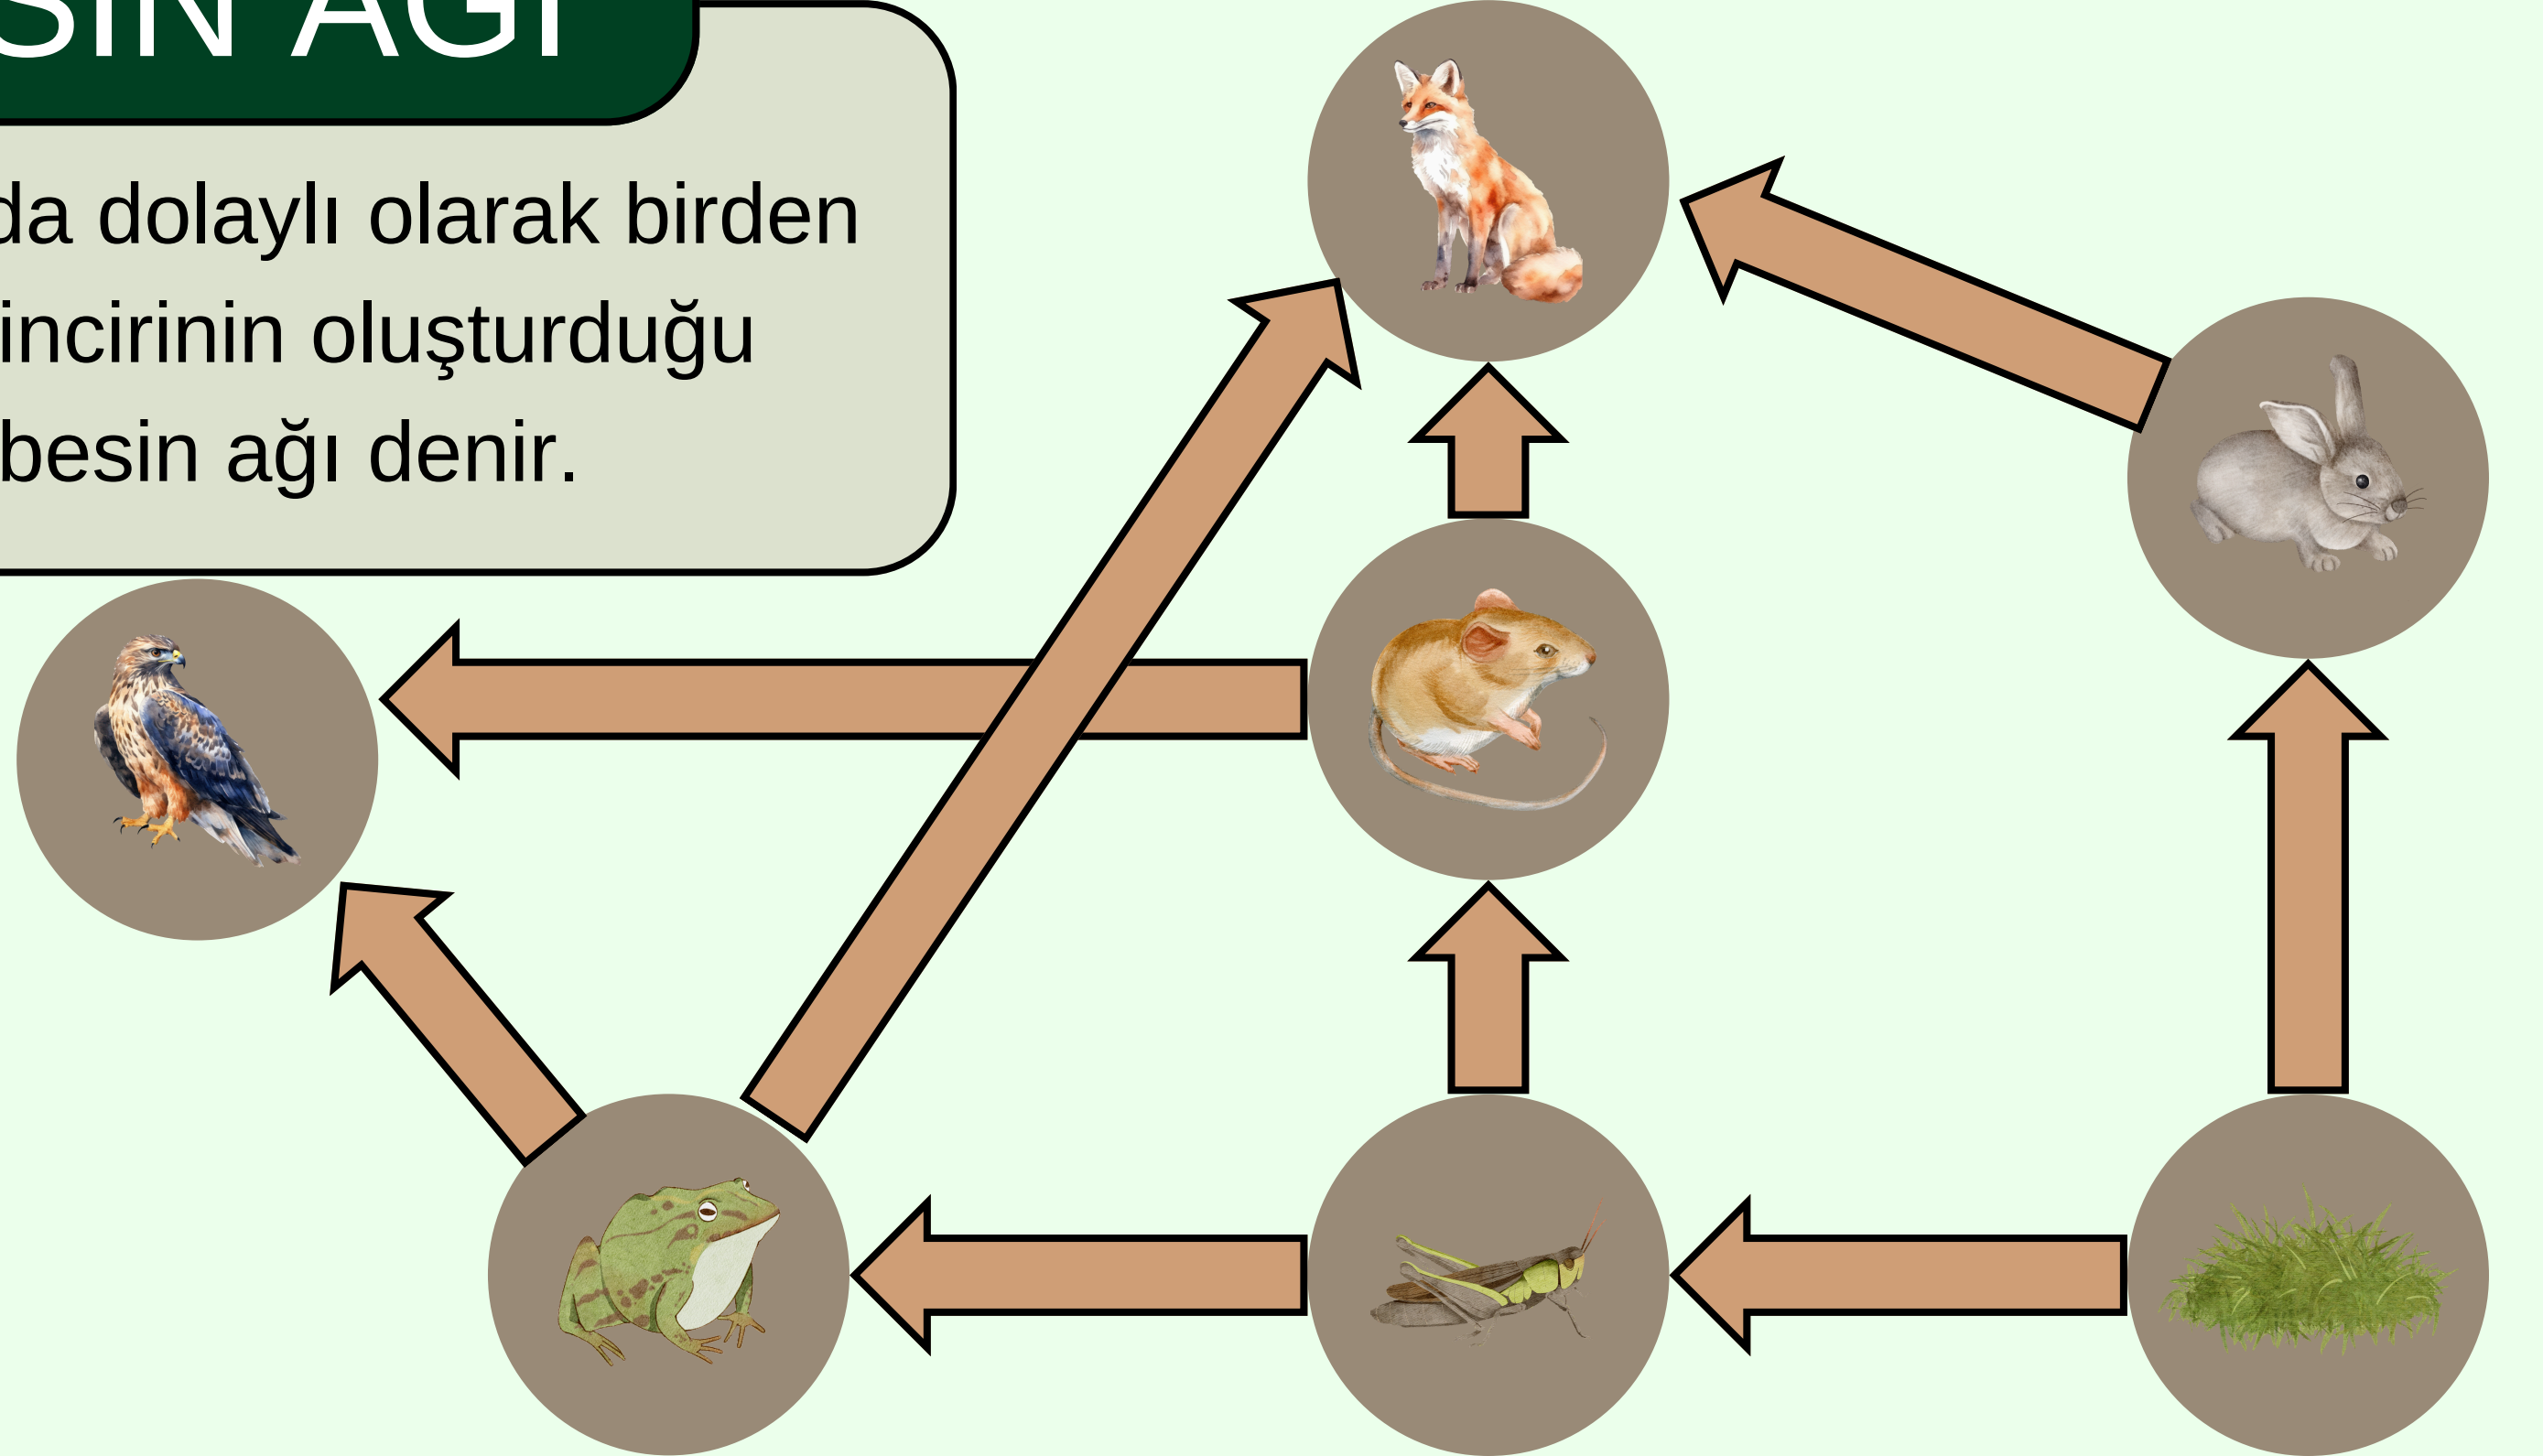 SİN AĞI
da dolaylı olarak birden
incirinin oluşturduğu
besin ağı denir.